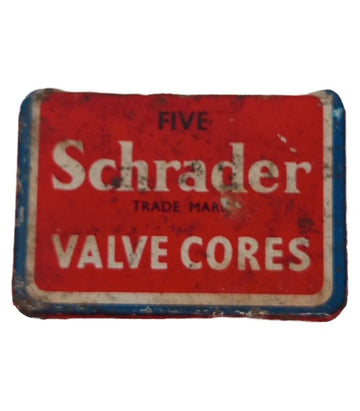 FIVE
Schrader
TRADE MARK
VALVE CORES